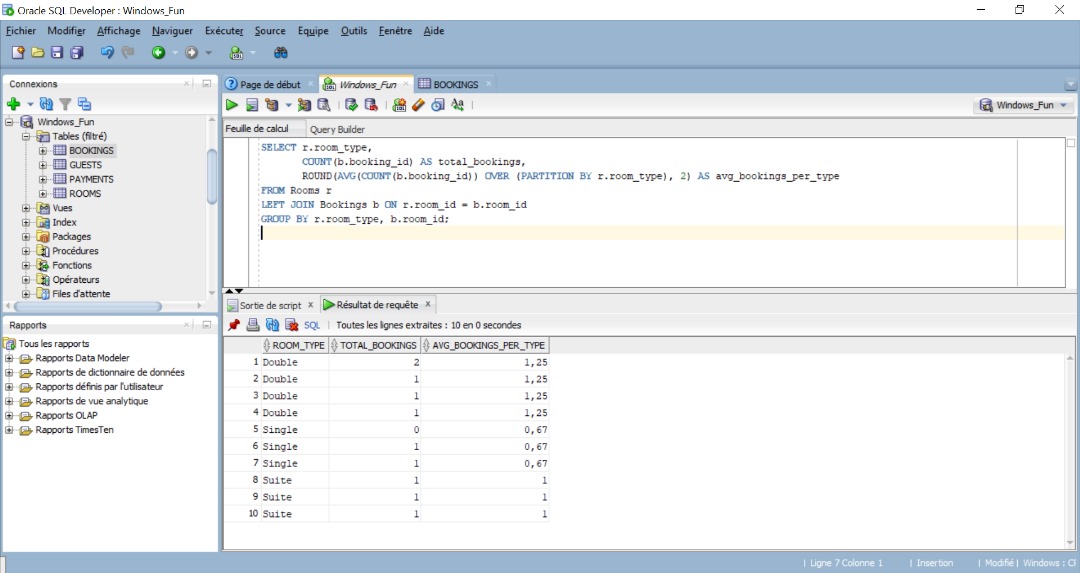 Oracle SQL Developer : Windows_Fun
Fichier Modifier Affichage Naviguer Exécuter Source Equipe Outils Fenêtre Aide
Connexions
Windows_Fun
Tables (filtré)
BOOKINGS
GUESTS
PAYMENTS
ROOMS
Vues
Index
Packages
Procédures
Fonctions
Opérateurs
Files d'attente
Rapports
Tous les rapports
Rapports Data Modeler
Rapports de dictionnaire de données
Rapports définis par l'utilisateur
Rapports de vue analytique
Rapports OLAP
Rapports TimesTen
Page de début Windows_Fun BOOKINGS
Windows_Fun
Feuille de calcul Query Builder
SELECT r.room_type,
COUNT(b.booking_id) AS total_bookings,
ROUND(AVG(COUNT(b.booking_id)) OVER (PARTITION BY r.room_type), 2) AS avg_bookings_per_type
FROM Rooms r
LEFT JOIN Bookings b ON r.room_id = b.room_id
GROUP BY r.room_type, b.room_id;
Sortie de script x Résultat de requête x
SQL | Toutes les lignes extraites : 10 en 0 secondes
ROOM_TYPE TOTAL_BOOKINGS AVG_BOOKINGS_PER_TYPE
1 Double 2 1,25
2 Double 1 1,25
3 Double 1 1,25
4 Double 1 1,25
5 Single 0 0,67
6 Single 1 0,67
7 Single 1 0,67
8 Suite 1 1
9 Suite 1 1
10 Suite 1 1
| Ligne 7 Colonne 1 | Insertion | Modifié | Windows : Cl